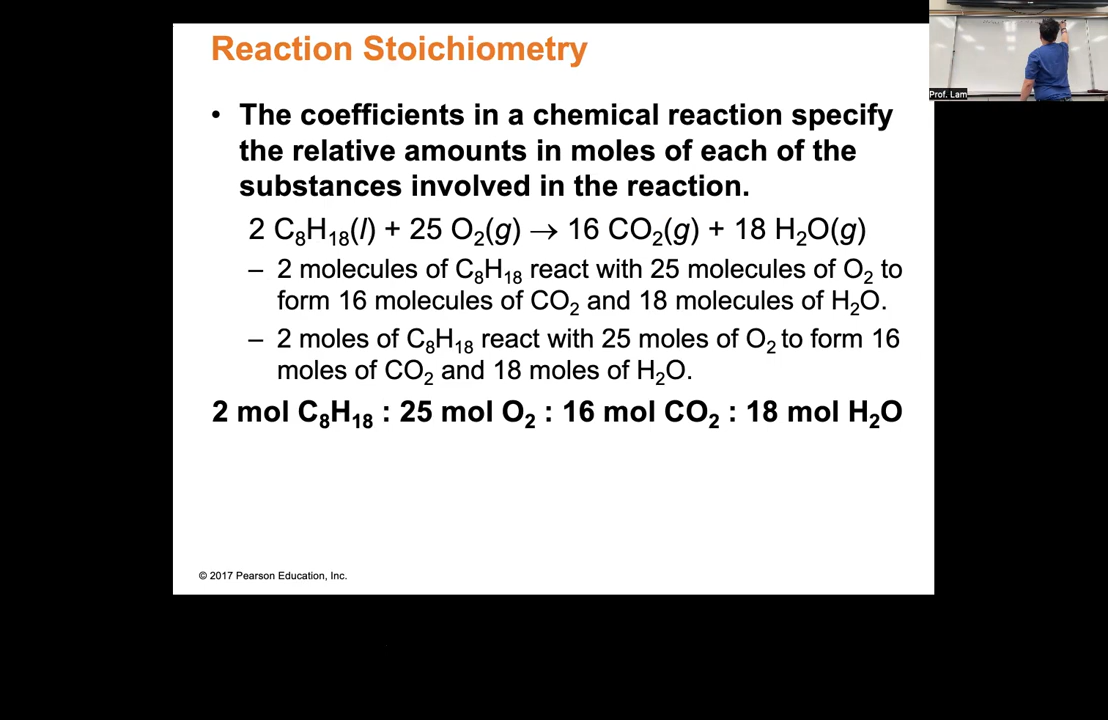 Reaction Stoichiometry
• The coefficients in a chemical reaction specify
the relative amounts in moles of each of the
substances involved in the reaction.
2 C₈H₁₈(l) + 25 O₂(g) → 16 CO₂(g) + 18 H₂O(g)
– 2 molecules of C₈H₁₈ react with 25 molecules of O₂ to
form 16 molecules of CO₂ and 18 molecules of H₂O.
– 2 moles of C₈H₁₈ react with 25 moles of O₂ to form 16
moles of CO₂ and 18 moles of H₂O.
2 mol C₈H₁₈ : 25 mol O₂ : 16 mol CO₂ : 18 mol H₂O
© 2017 Pearson Education, Inc.
Prof. Lam